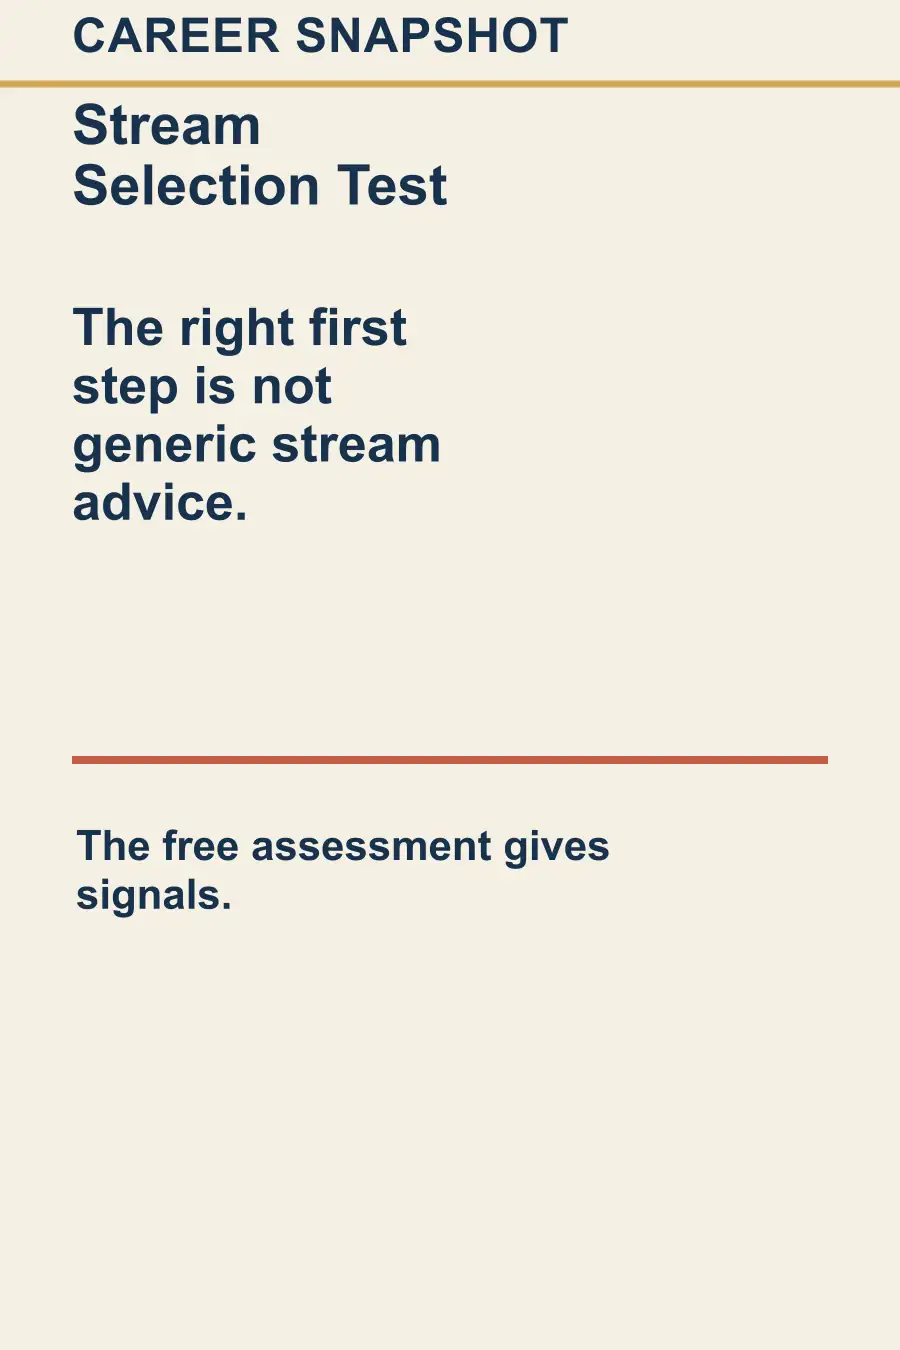 CAREER SNAPSHOT
Stream
Selection Test
The right first
step is not
generic stream
advice.
The free assessment gives
signals.